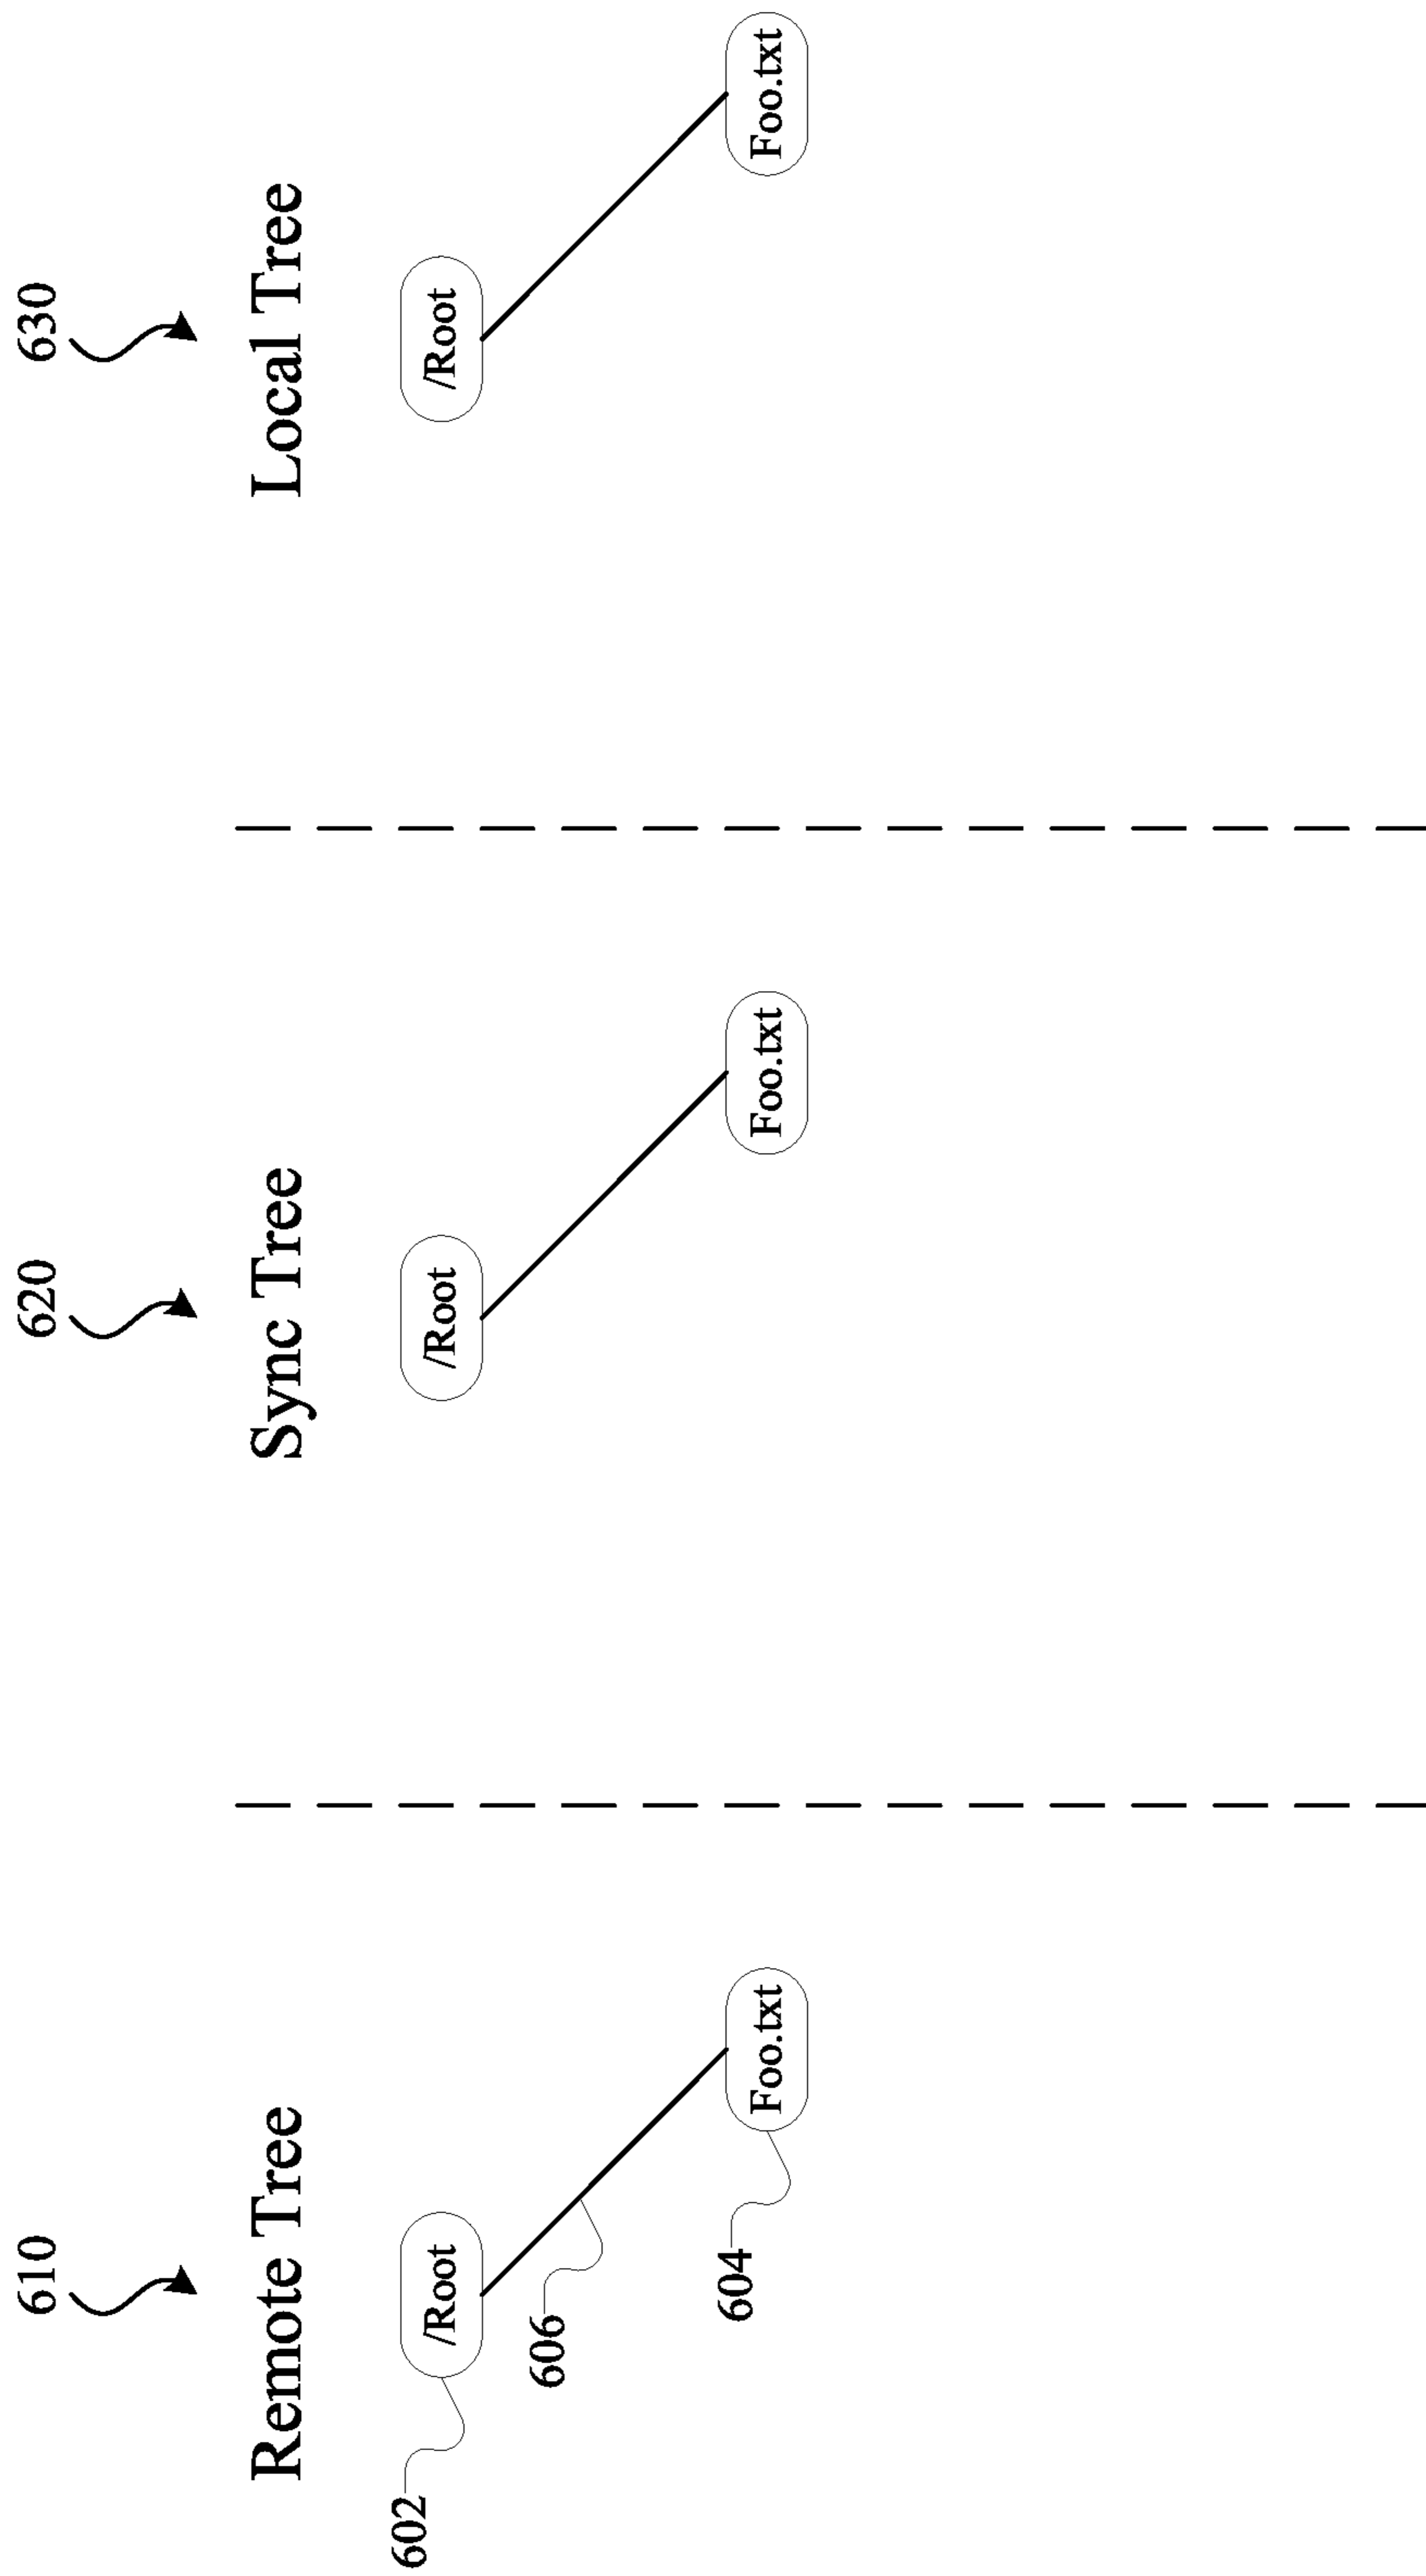 610
620
630
Remote Tree
Sync Tree
Local Tree
602
/Root
/Root
/Root
606
604
Foo.txt
Foo.txt
Foo.txt